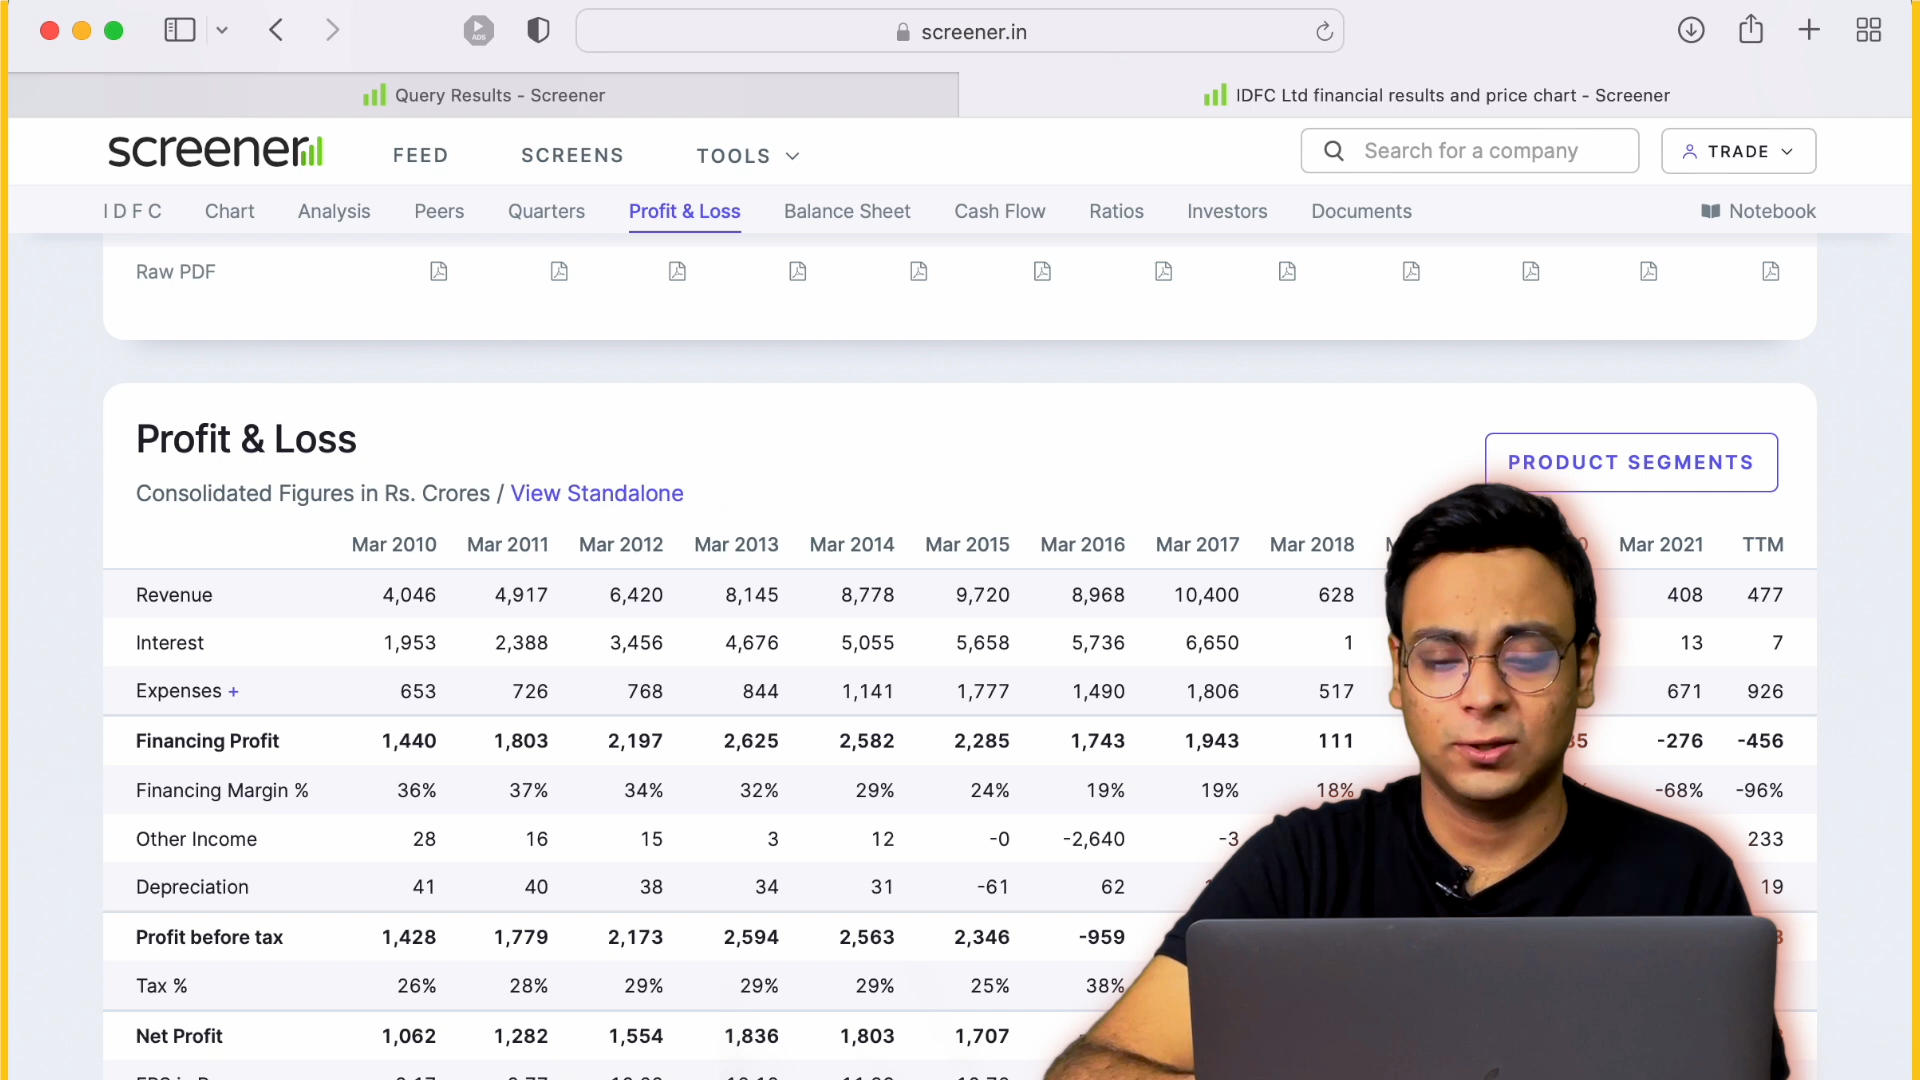 ADS
screener.in
Query Results - Screener
IDFC Ltd financial results and price chart - Screener
screener
FEED
SCREENS
TOOLS
Search for a company
TRADE
I D F C
Chart
Analysis
Peers
Quarters
Profit & Loss
Balance Sheet
Cash Flow
Ratios
Investors
Documents
Notebook
Raw PDF
Profit & Loss
PRODUCT SEGMENTS
Consolidated Figures in Rs. Crores / View Standalone
Mar 2010 Mar 2011 Mar 2012 Mar 2013 Mar 2014 Mar 2015 Mar 2016 Mar 2017 Mar 2018 Mar 2021 TTM
Revenue 4,046 4,917 6,420 8,145 8,778 9,720 8,968 10,400 628 408 477
Interest 1,953 2,388 3,456 4,676 5,055 5,658 5,736 6,650 1 13 7
Expenses + 653 726 768 844 1,141 1,777 1,490 1,806 517 671 926
Financing Profit 1,440 1,803 2,197 2,625 2,582 2,285 1,743 1,943 111 -276 -456
Financing Margin % 36% 37% 34% 32% 29% 24% 19% 19% 18% -68% -96%
Other Income 28 16 15 3 12 -0 -2,640 -3 233
Depreciation 41 40 38 34 31 -61 62 19
Profit before tax 1,428 1,779 2,173 2,594 2,563 2,346 -959
Tax % 26% 28% 29% 29% 29% 25% 38%
Net Profit 1,062 1,282 1,554 1,836 1,803 1,707